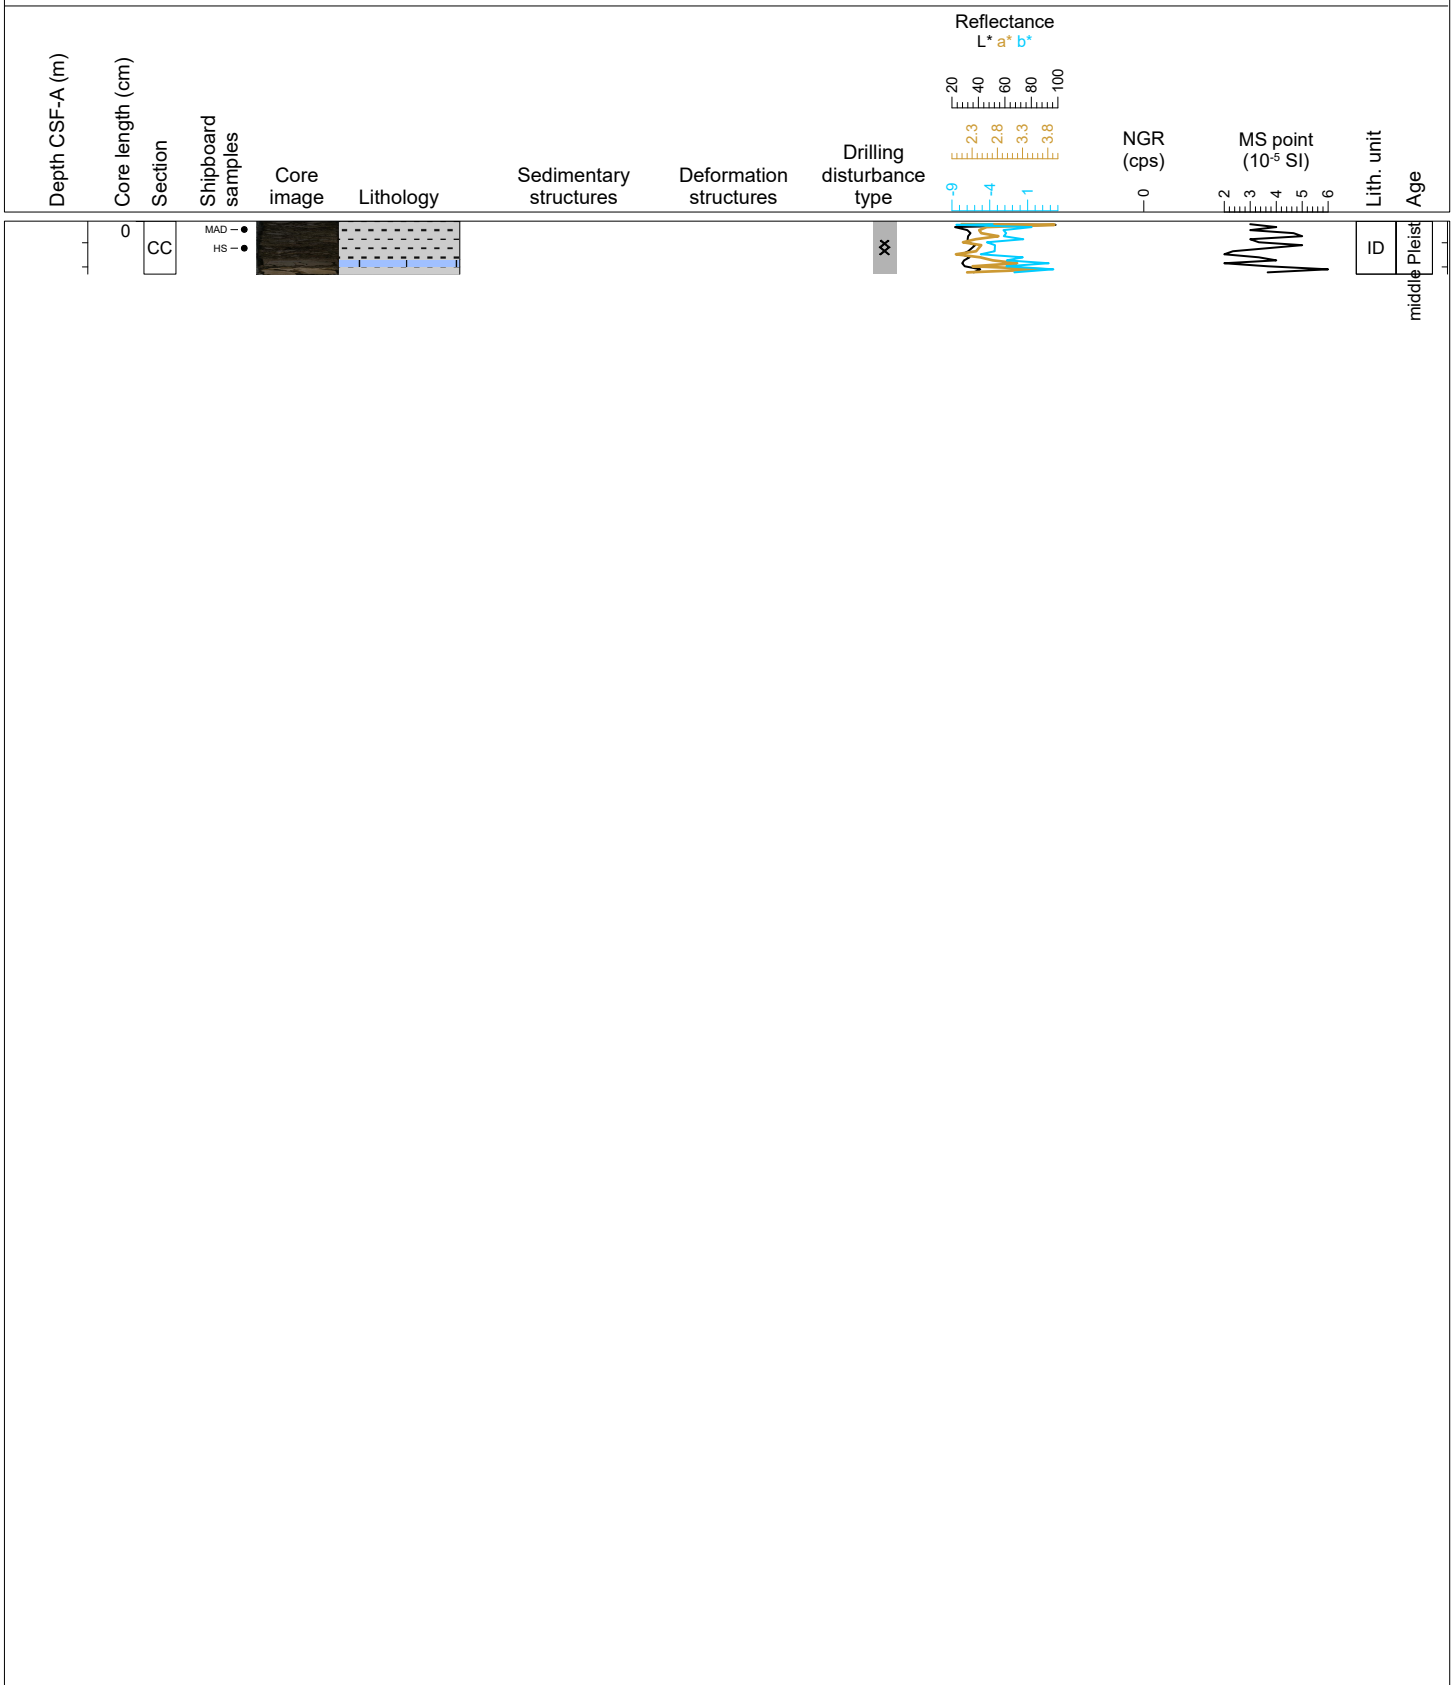 Reflectance
L* a* b*
20 40 60 80 100
2.3 2.8 3.3 3.8
-9 -4 1
Depth CSF-A (m)
Core length (cm)
Section
Shipboard
samples
Core
image
Lithology
Sedimentary
structures
Deformation
structures
Drilling
disturbance
type
NGR
(cps)
0
MS point
(10-5 SI)
2 3 4 5 6
Lith. unit
Age
0
CC
MAD
HS
ID
middle Pleist